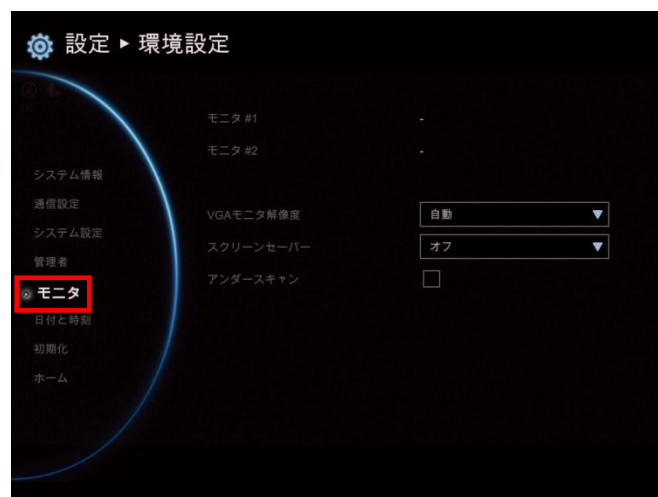 設定 ▸ 環境設定
モニタ #1 -
モニタ #2 -
システム情報
通信設定
システム設定
管理者
モニタ
日付と時刻
初期化
ホーム
VGAモニタ解像度 自動
スクリーンセーバー オフ
アンダースキャン